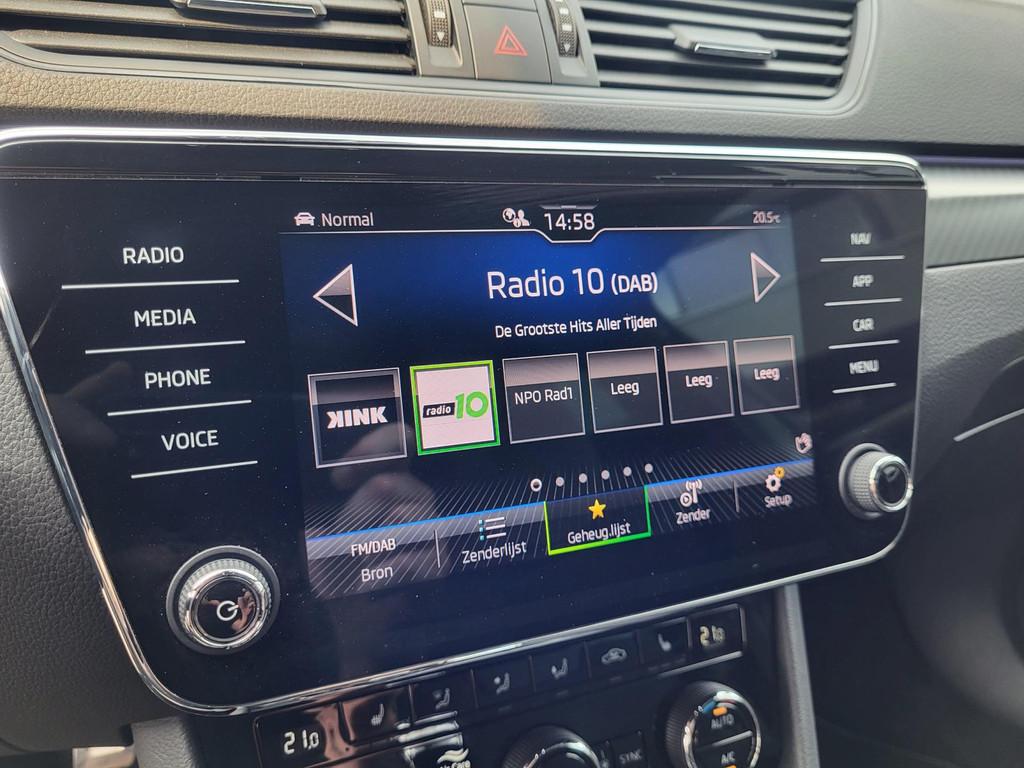 Normal
14:58
20.5°C
RADIO
MEDIA
PHONE
VOICE
NAV
APP
CAR
MENU
Radio 10 (DAB)
De Grootste Hits Aller Tijden
KINK
radio 10
NPO Rad1
Leeg
Leeg
Leeg
FM/DAB
Bron
Zenderlijst
Geheug.lijst
Zender
Setup
21.0
21.0
SYNC
AUTO
A/C